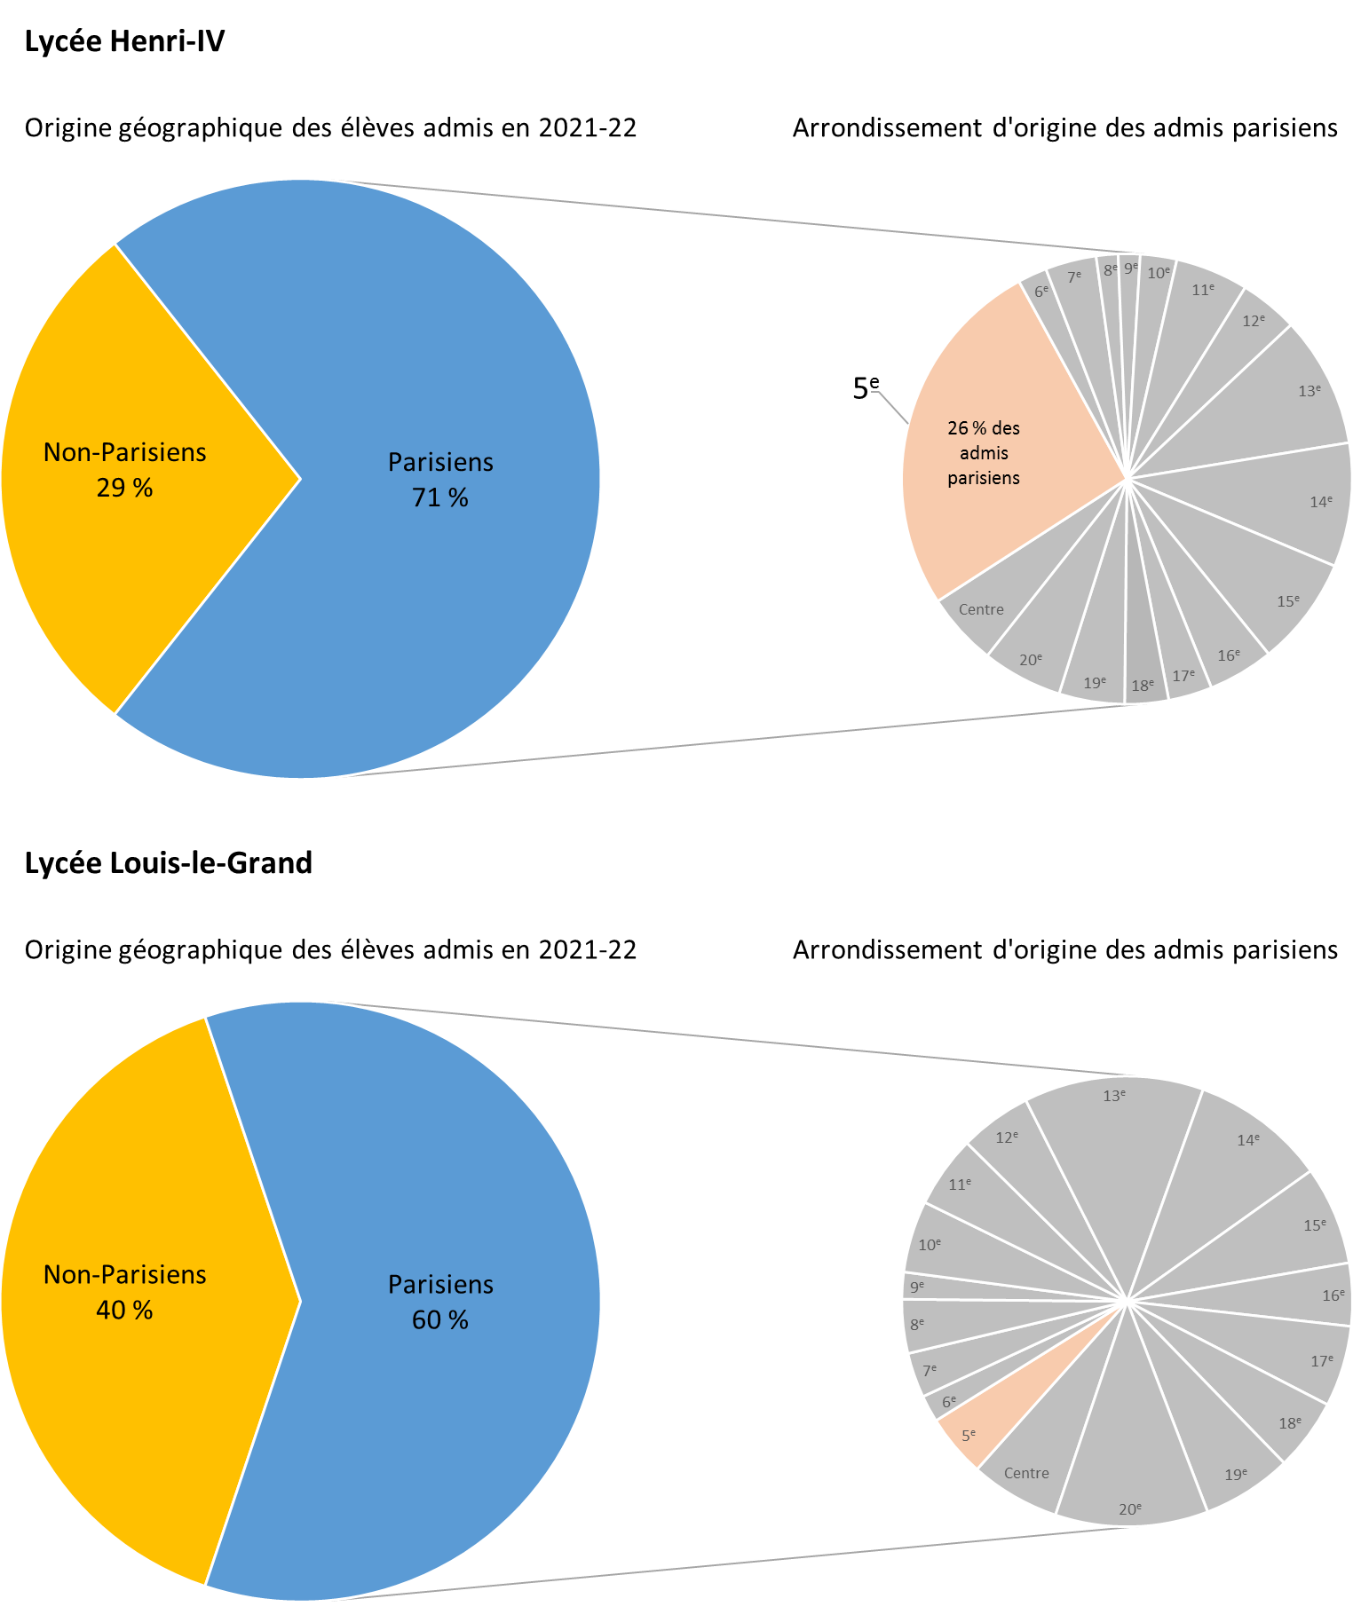 Lycée Henri-IV
Origine géographique des élèves admis en 2021-22
Arrondissement d'origine des admis parisiens
Non-Parisiens
29 %
Parisiens
71 %
5ᵉ
26 % des
admis
parisiens
6ᵉ
7ᵉ
8ᵉ
9ᵉ
10ᵉ
11ᵉ
12ᵉ
13ᵉ
14ᵉ
15ᵉ
16ᵉ
17ᵉ
18ᵉ
19ᵉ
20ᵉ
Centre
Lycée Louis-le-Grand
Origine géographique des élèves admis en 2021-22
Arrondissement d'origine des admis parisiens
Non-Parisiens
40 %
Parisiens
60 %
13ᵉ
14ᵉ
15ᵉ
16ᵉ
17ᵉ
18ᵉ
19ᵉ
20ᵉ
Centre
5ᵉ
6ᵉ
7ᵉ
8ᵉ
9ᵉ
10ᵉ
11ᵉ
12ᵉ